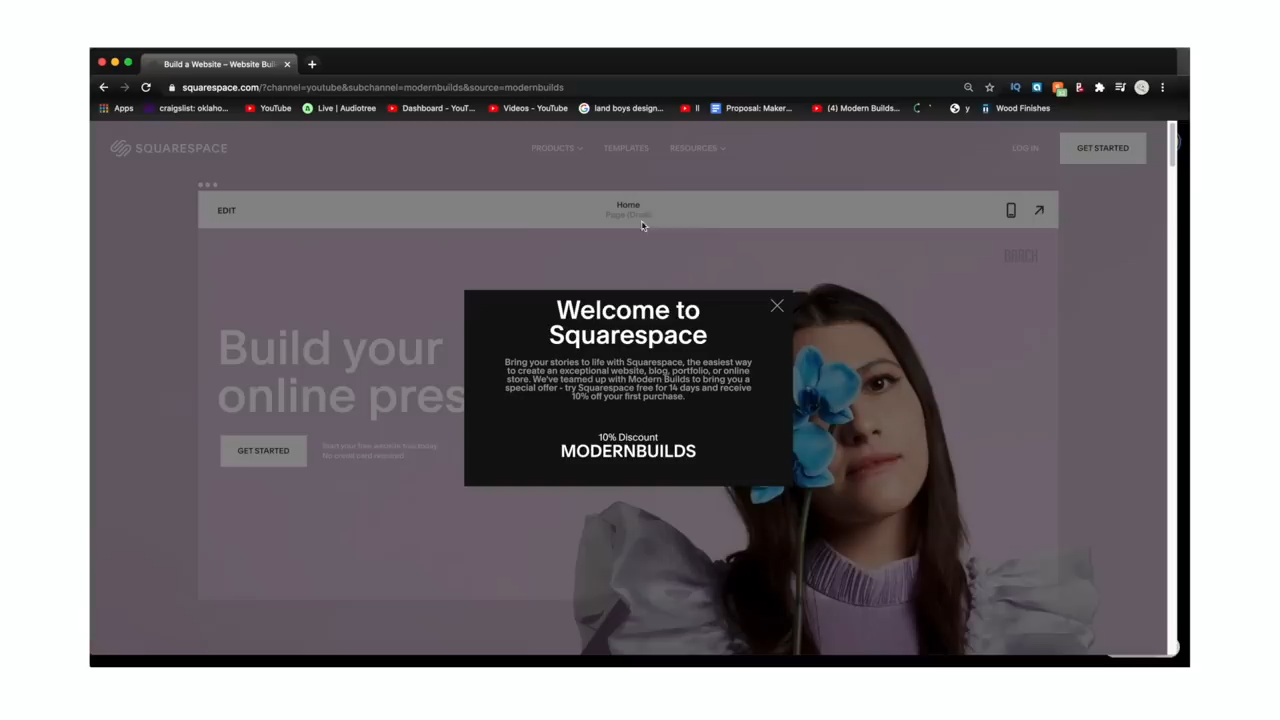 Build a Website – Website Buil
squarespace.com/?channel=youtube&subchannel=modernbuilds&source=modernbuilds
Apps craigslist: oklaho... YouTube Live | Audiotree Dashboard - YouT... Videos - YouTube land boys design... II Proposal: Maker... (4) Modern Builds... y Wood Finishes
SQUARESPACE PRODUCTS TEMPLATES RESOURCES LOG IN GET STARTED
EDIT
Home
Page
Build your
online pres
GET STARTED
Start your free website trial today.
No credit card required.
Welcome to
Squarespace
Bring your stories to life with Squarespace, the easiest way
to create an exceptional website, blog, portfolio, or online
store. We've teamed up with Modern Builds to bring you a
special offer - try Squarespace free for 14 days and receive
10% off your first purchase.
10% Discount
MODERNBUILDS